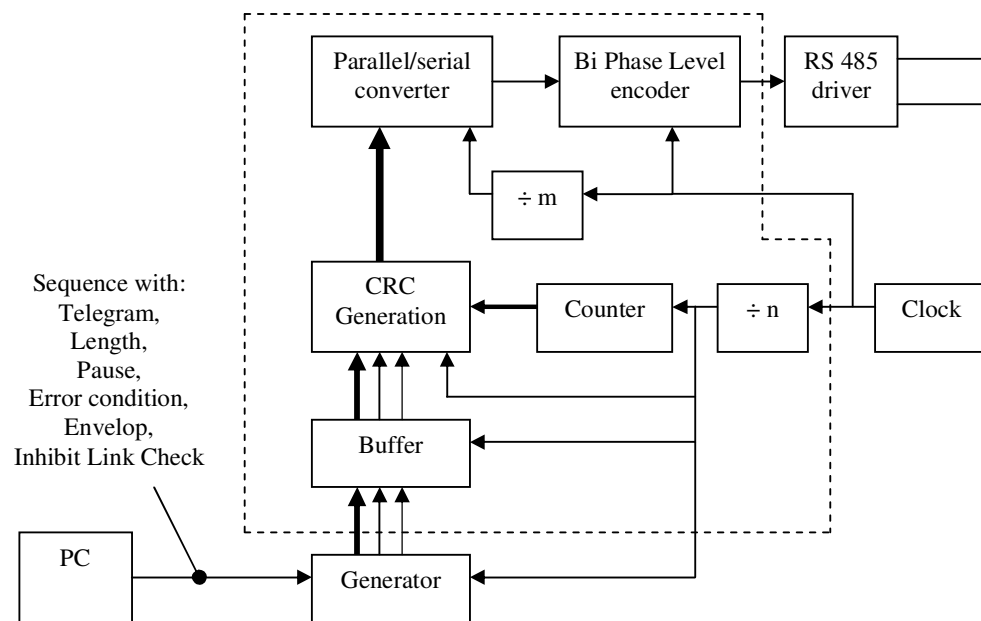 Parallel/serial
converter
Bi Phase Level
encoder
RS 485
driver
÷ m
Sequence with:
Telegram,
Length,
Pause,
Error condition,
Envelop,
Inhibit Link Check
CRC
Generation
Counter
÷ n
Clock
Buffer
PC
Generator